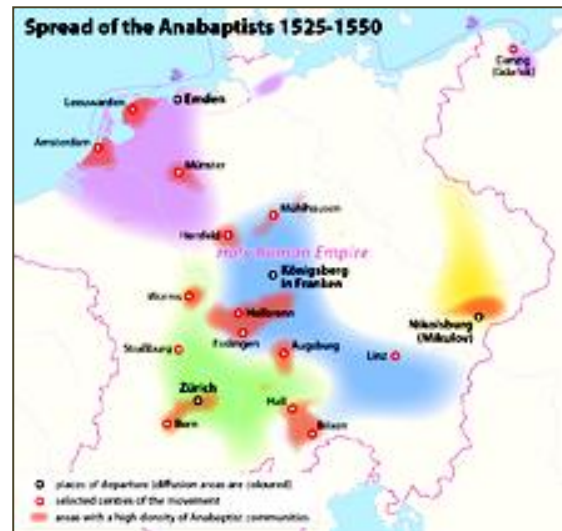 Spread of the Anabaptists 1525-1550
Danzig
(Gdańsk)
Leeuwarden
Emden
Amsterdam
Münster
Mühlhausen
Hersfeld
Holy Roman Empire
Königsberg
in Franken
Worms
Heilbronn
Nikolsburg
(Mikulov)
Esslingen
Straßburg
Augsburg
Linz
Zürich
Hall
Bern
Brixen
places of departure (diffusion areas are coloured)
selected centres of the movement
areas with a high density of Anabaptist communities